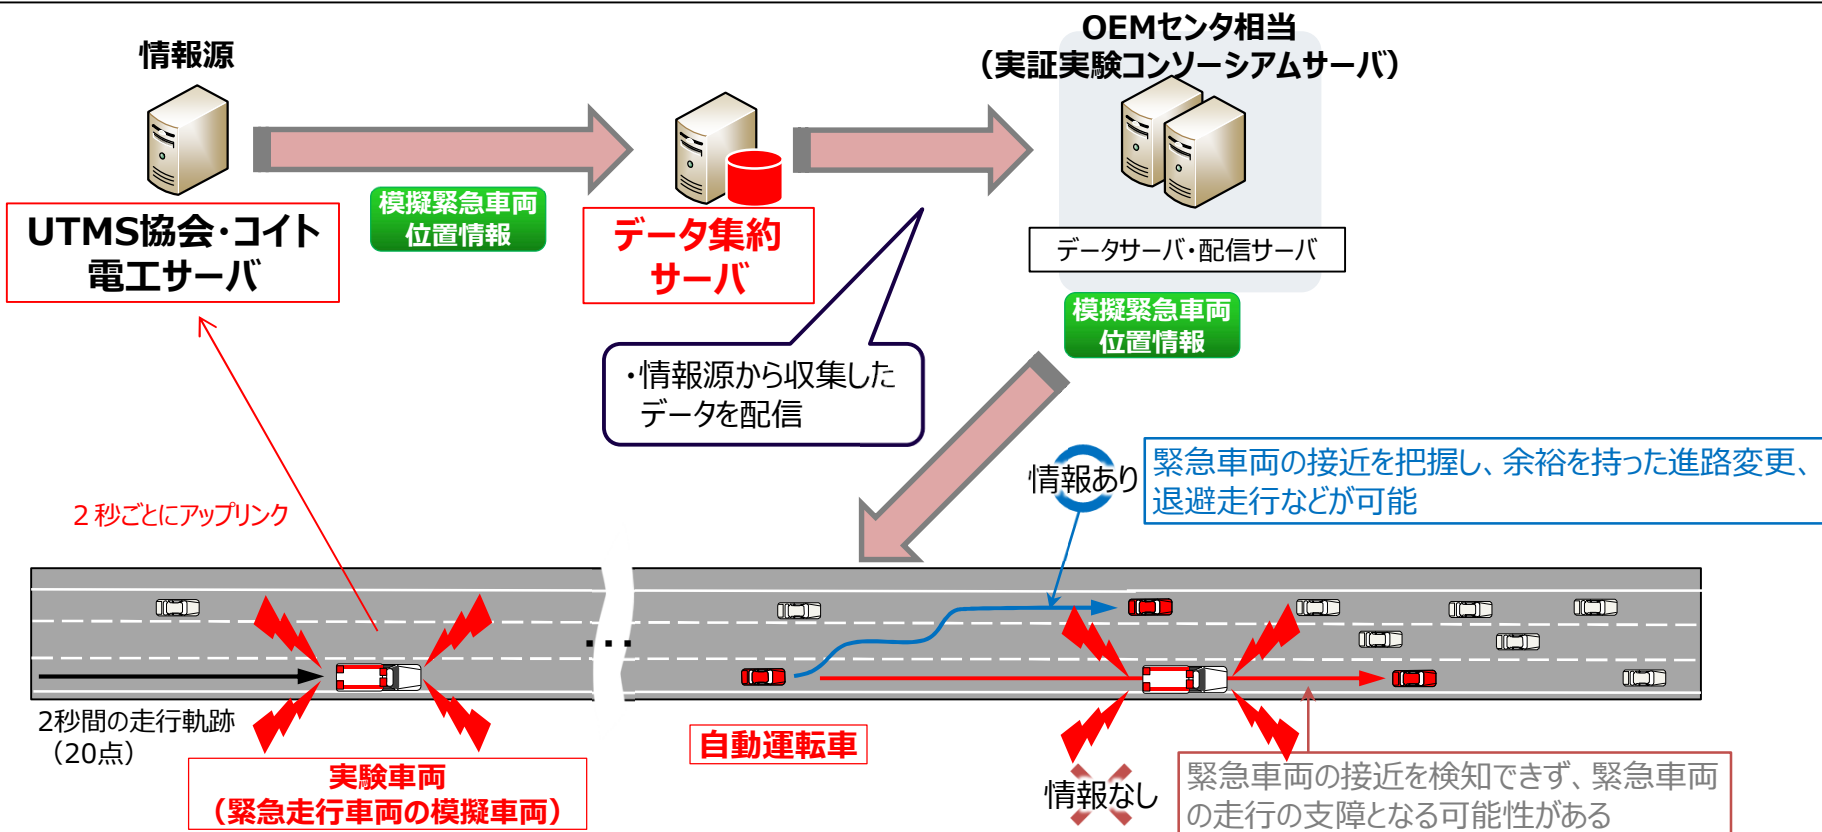 情報源
OEMセンタ相当
（実証実験コンソーシアムサーバ）
UTMS協会・コイト
電工サーバ
模擬緊急車両
位置情報
データ集約
サーバ
データサーバ・配信サーバ
模擬緊急車両
位置情報
・情報源から収集した
データを配信
情報あり
緊急車両の接近を把握し、余裕を持った進路変更、
退避走行などが可能
２秒ごとにアップリンク
...
2秒間の走行軌跡
（20点）
実験車両
（緊急走行車両の模擬車両）
自動運転車
情報なし
緊急車両の接近を検知できず、緊急車両
の走行の支障となる可能性がある